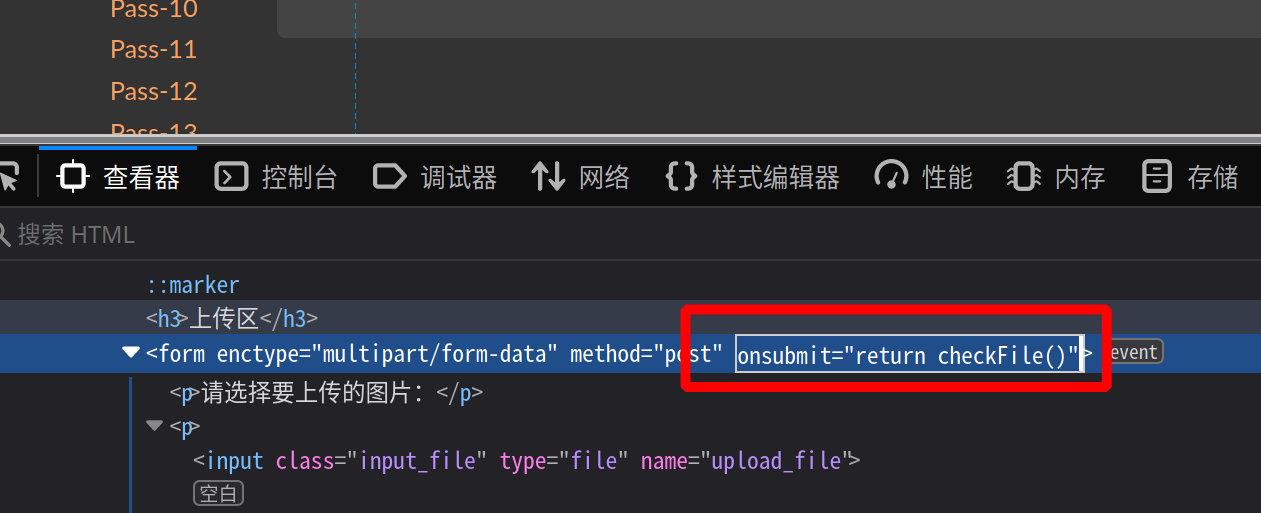 Pass-10
Pass-11
Pass-12
Pass-13
查看器 控制台 调试器 网络 样式编辑器 性能 内存 存储
搜索 HTML
::marker
<h3>上传区</h3>
<form enctype="multipart/form-data" method="post" onsubmit="return checkFile()"> event
<p>请选择要上传的图片：</p>
<p>
<input class="input_file" type="file" name="upload_file">
空白